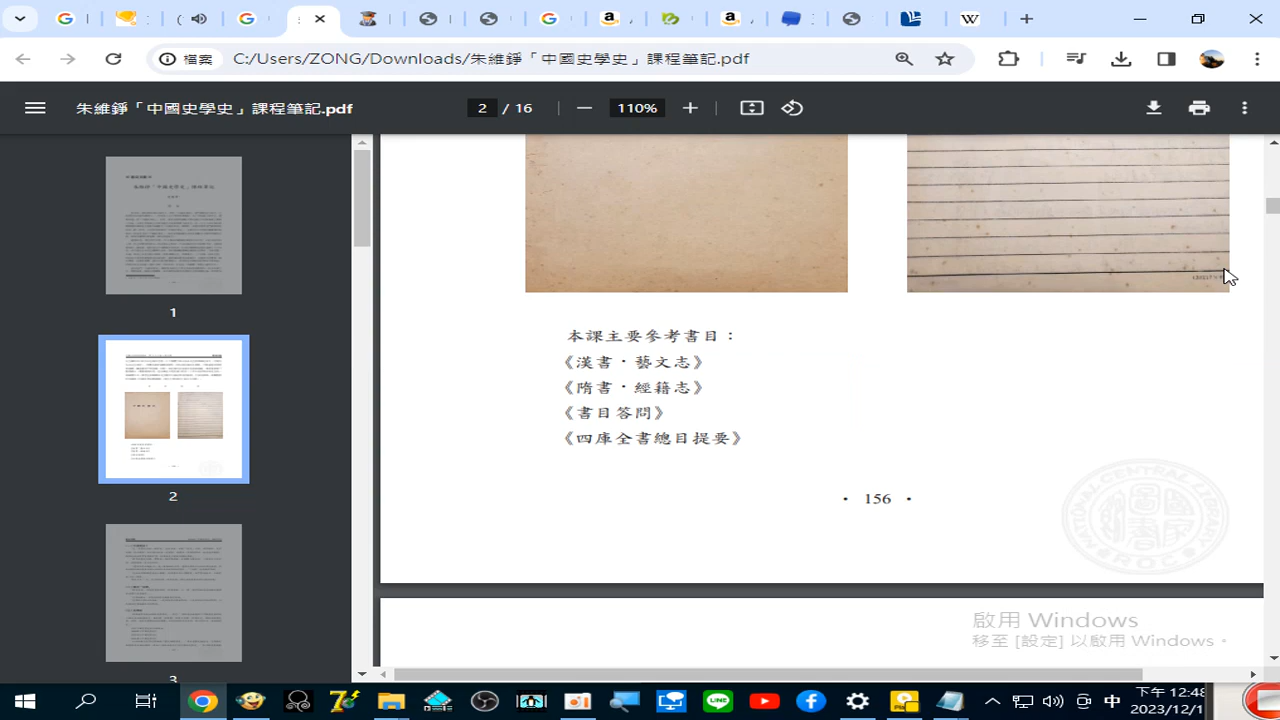 檔案
C:/Users/ZONG/Downloads/朱維錚「中國史學史」課程筆記.pdf
朱維錚「中國史學史」課程筆記.pdf
2 / 16
110%
1
2
3
本課主要參考書目：
《漢書・藝文志》
《隋書・經籍志》
《書目答問》
《四庫全書總目提要》
• 156 •
啟用 Windows
移至 [設定] 以啟用 Windows。
中
下午 12:48
2023/12/1